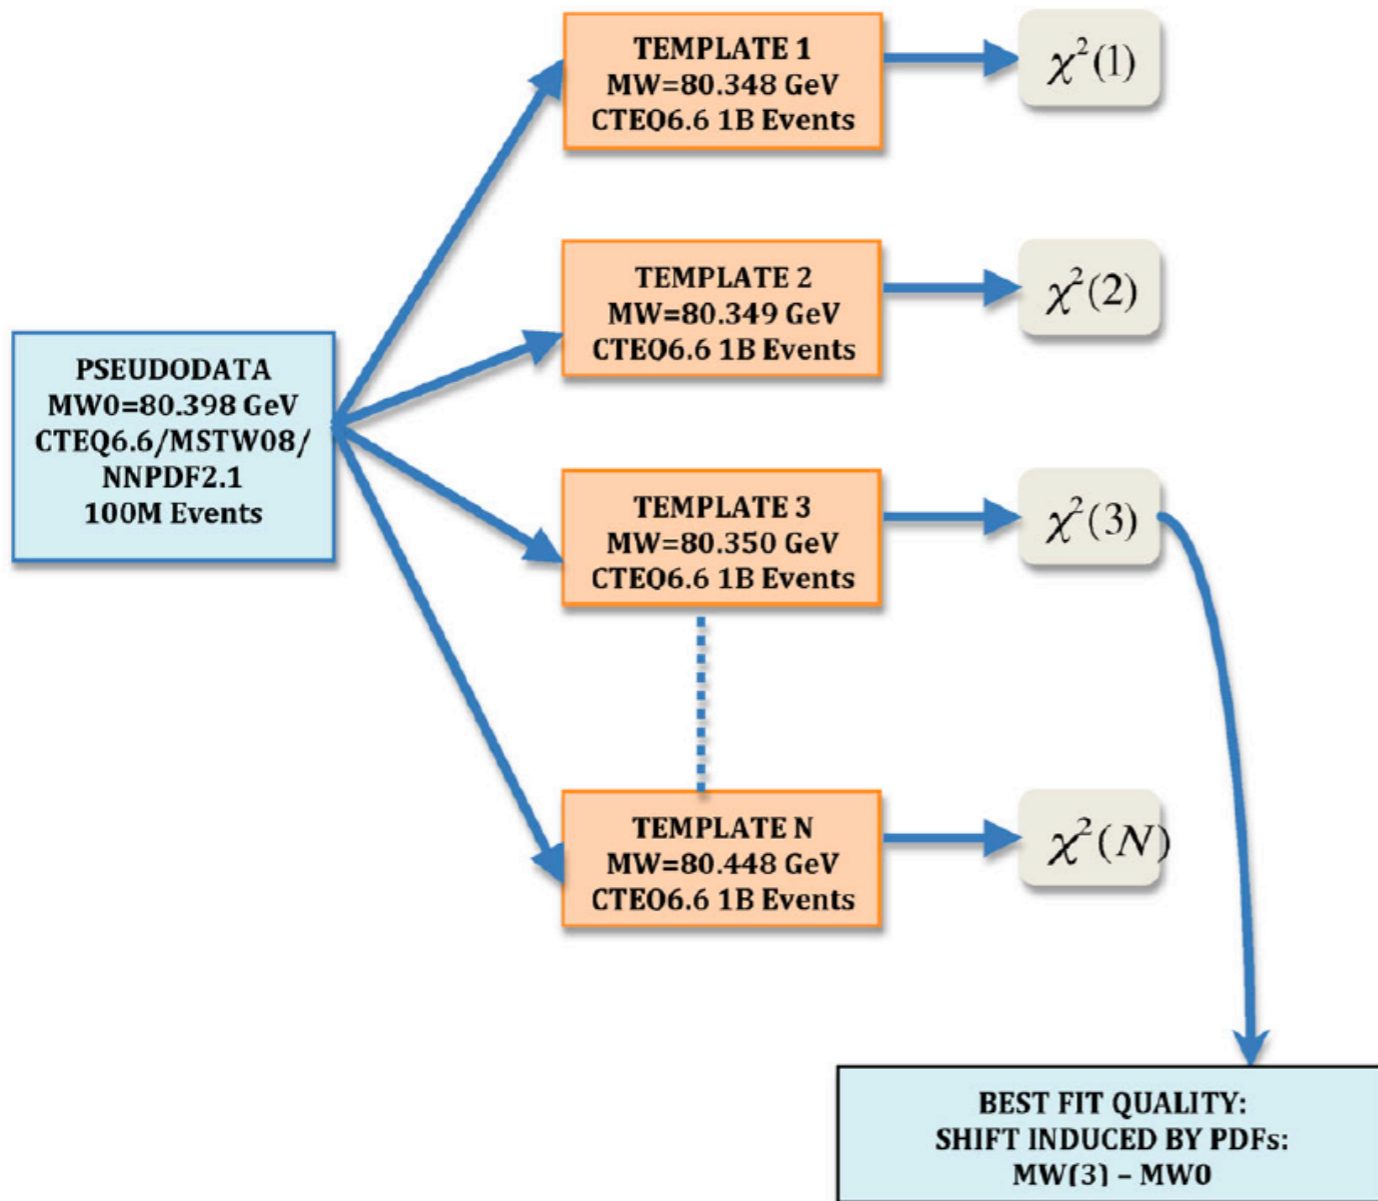 TEMPLATE 1
MW=80.348 GeV
CTEQ6.6 1B Events
χ²(1)
TEMPLATE 2
MW=80.349 GeV
CTEQ6.6 1B Events
χ²(2)
PSEUDODATA
MW0=80.398 GeV
CTEQ6.6/MSTW08/
NNPDF2.1
100M Events
TEMPLATE 3
MW=80.350 GeV
CTEQ6.6 1B Events
χ²(3)
TEMPLATE N
MW=80.448 GeV
CTEQ6.6 1B Events
χ²(N)
BEST FIT QUALITY:
SHIFT INDUCED BY PDFs:
MW(3) – MW0